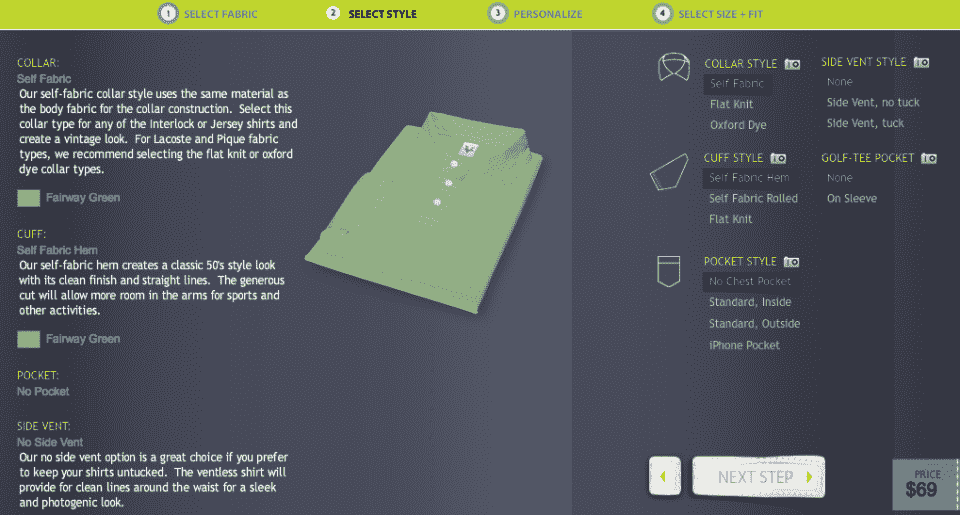 1 SELECT FABRIC
2 SELECT STYLE
3 PERSONALIZE
4 SELECT SIZE + FIT
COLLAR:
Self Fabric
Our self-fabric collar style uses the same material as
the body fabric for the collar construction. Select this
collar type for any of the Interlock or Jersey shirts and
create a vintage look. For Lacoste and Pique fabric
types, we recommend selecting the flat knit or oxford
dye collar types.
Fairway Green
CUFF:
Self Fabric Hem
Our self-fabric hem creates a classic 50's style look
with its clean finish and straight lines. The generous
cut will allow more room in the arms for sports and
other activities.
Fairway Green
POCKET:
No Pocket
SIDE VENT:
No Side Vent
Our no side vent option is a great choice if you prefer
to keep your shirts untucked. The ventless shirt will
provide for clean lines around the waist for a sleek
and photogenic look.
COLLAR STYLE
Self Fabric
Flat Knit
Oxford Dye
SIDE VENT STYLE
None
Side Vent, no tuck
Side Vent, tuck
CUFF STYLE
Self Fabric Hem
Self Fabric Rolled
Flat Knit
GOLF-TEE POCKET
None
On Sleeve
POCKET STYLE
No Chest Pocket
Standard, Inside
Standard, Outside
iPhone Pocket
NEXT STEP
PRICE
$69